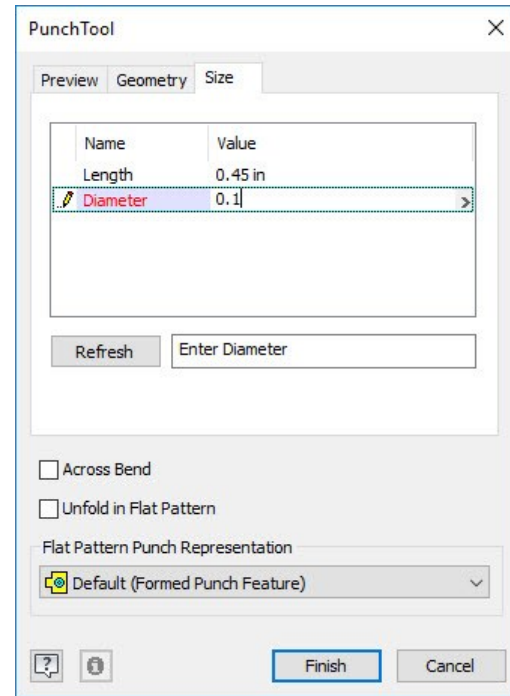 PunchTool
Preview Geometry Size
Name Value
Length 0.45 in
Diameter 0.1
Refresh Enter Diameter
Across Bend
Unfold in Flat Pattern
Flat Pattern Punch Representation
Default (Formed Punch Feature)
Finish Cancel